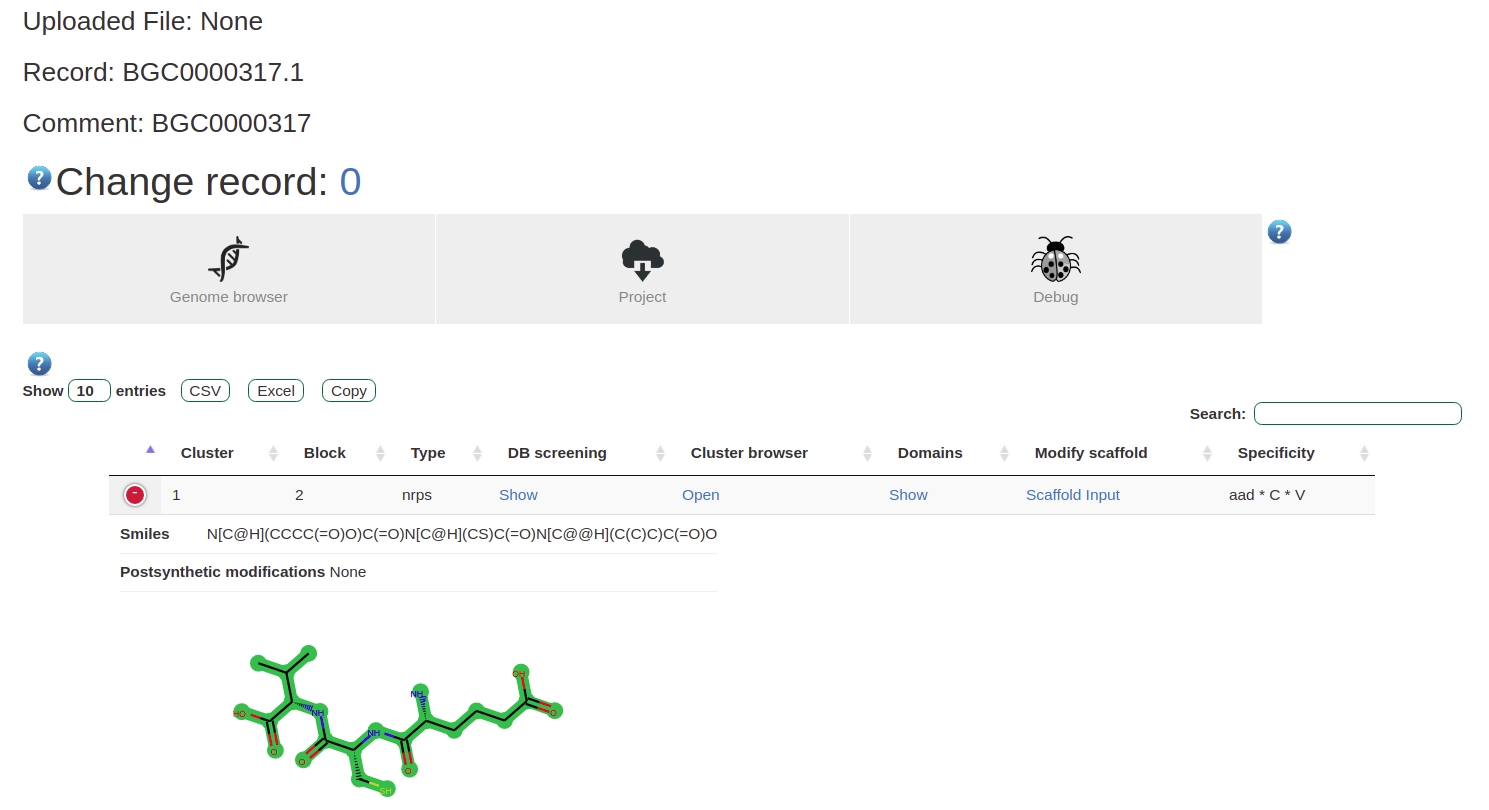 Uploaded File: None
Record: BGC0000317.1
Comment: BGC0000317
? Change record: 0
Genome browser Project Debug ?
?
Show 10 entries CSV Excel Copy
Search:
Cluster Block Type DB screening Cluster browser Domains Modify scaffold Specificity
- 1 2 nrps Show Open Show Scaffold Input aad * C * V
Smiles N[C@H](CCCC(=O)O)C(=O)N[C@H](CS)C(=O)N[C@@H](C(C)C)C(=O)O
Postsynthetic modifications None
OH
NH
HO NH O
NH
O O O
SH